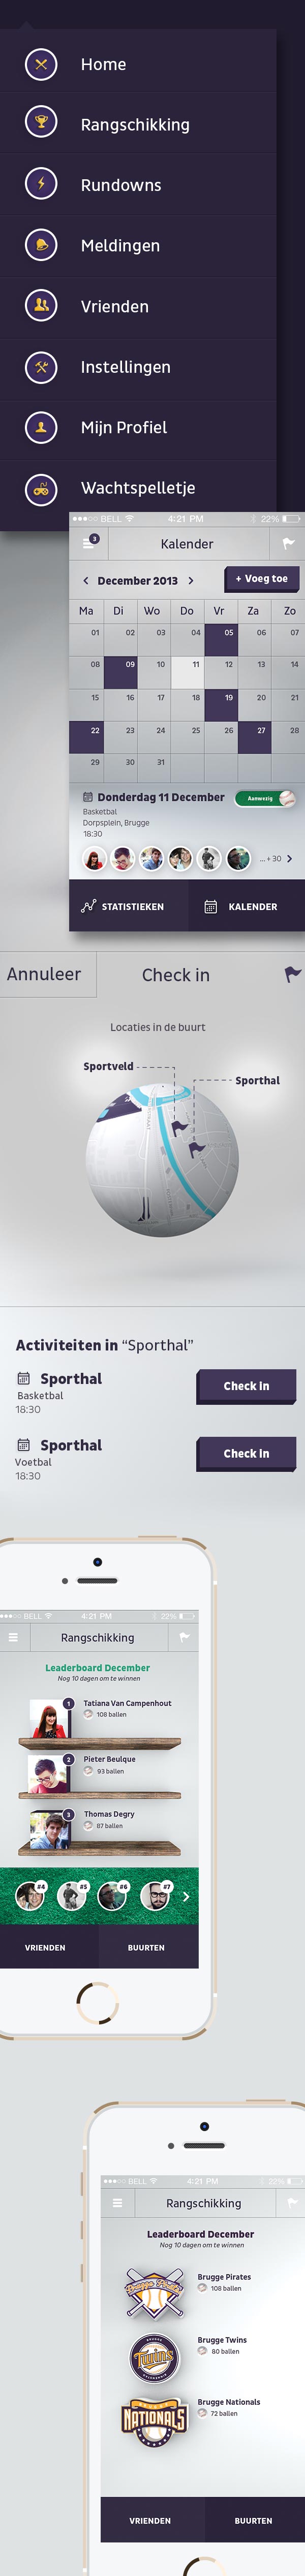 Home
Rangschikking
Rundowns
Meldingen
Vrienden
Instellingen
Mijn Profiel
Wachtspelletje
BELL 4:21 PM 22%
3
Kalender
December 2013
+ Voeg toe
Ma Di Wo Do Vr Za Zo
01 02 03 04 05 06 07
08 09 10 11 12 13 14
15 16 17 18 19 20 21
22 23 24 25 26 27 28
29 30 31
Donderdag 11 December
Aanwezig
Basketbal
Dorpsplein, Brugge
18:30
... +30
STATISTIEKEN KALENDER
Annuleer Check in
Locaties in de buurt
Sportveld
Sporthal
Activiteiten in “Sporthal”
Sporthal
Basketbal
18:30
Check In
Sporthal
Voetbal
18:30
Check In
BELL 4:21 PM 22%
Rangschikking
Leaderboard December
Nog 10 dagen om te winnen
1
Tatiana Van Campenhout
108 ballen
2
Pieter Beulque
93 ballen
3
Thomas Degry
87 ballen
#4 #5 #6 #7
VRIENDEN BUURTEN
BELL 4:21 PM 22%
Rangschikking
Leaderboard December
Nog 10 dagen om te winnen
Brugge Pirates
Brugge Pirates
108 ballen
Twins
Brugge Twins
80 ballen
NATIONALS
Brugge Nationals
72 ballen
VRIENDEN BUURTEN